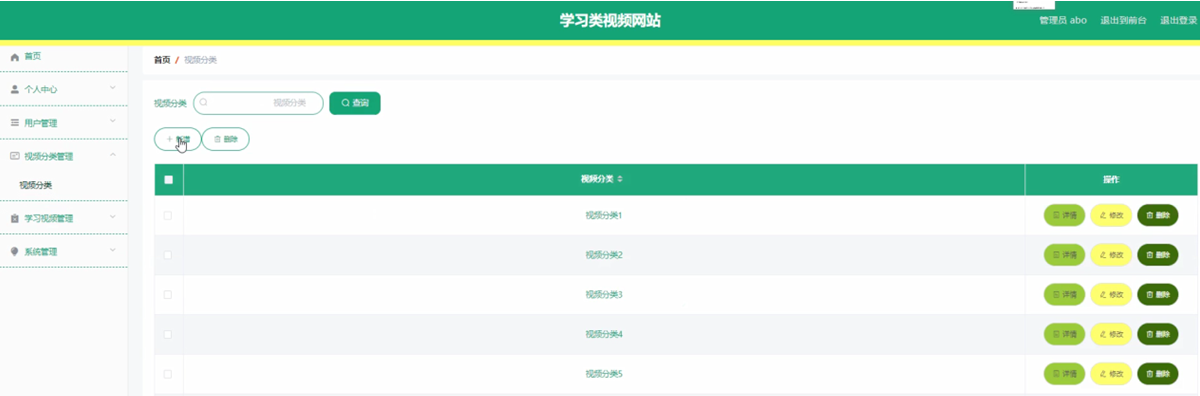 学习类视频网站
管理员 abo 退出到前台 退出登录
首页
个人中心
用户管理
视频分类管理
视频分类
学习视频管理
系统管理
首页 / 视频分类
视频分类 视频分类 查询
新增 删除
视频分类 操作
视频分类1 详情 修改 删除
视频分类2 详情 修改 删除
视频分类3 详情 修改 删除
视频分类4 详情 修改 删除
视频分类5 详情 修改 删除